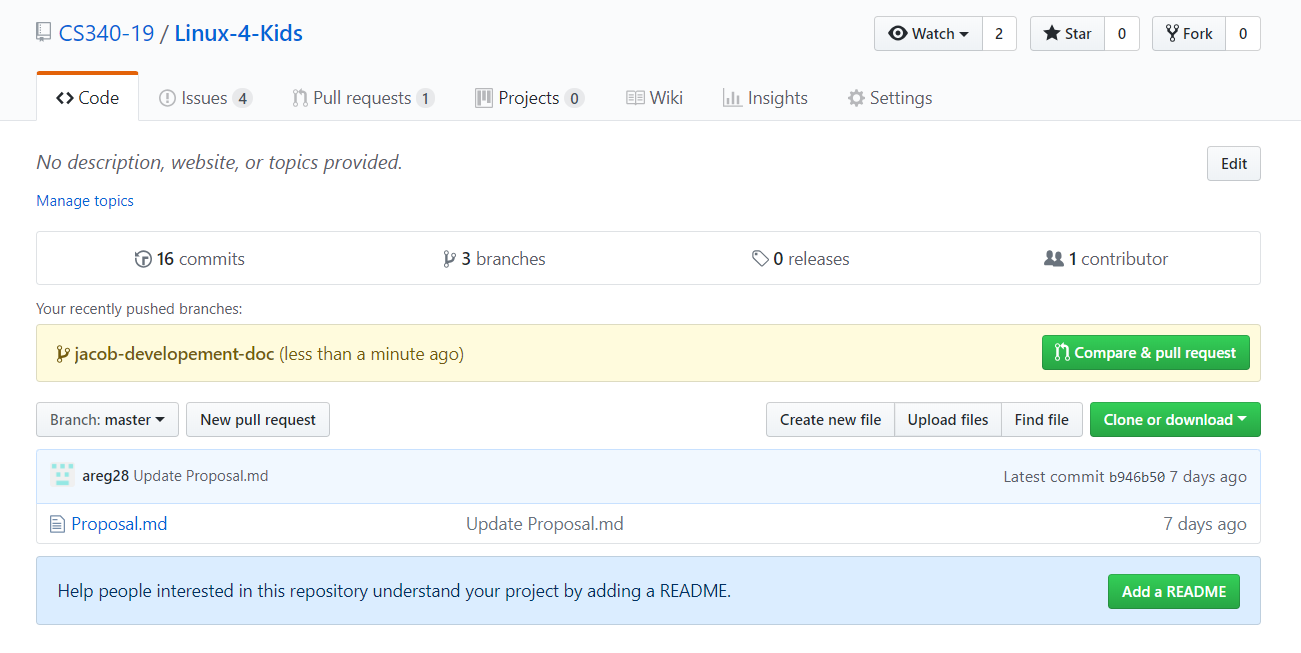 CS340-19 / Linux-4-Kids Watch 2 Star 0 Fork 0
Code Issues 4 Pull requests 1 Projects 0 Wiki Insights Settings
No description, website, or topics provided. Edit
Manage topics
16 commits 3 branches 0 releases 1 contributor
Your recently pushed branches:
jacob-developement-doc (less than a minute ago) Compare & pull request
Branch: master New pull request Create new file Upload files Find file Clone or download
areg28 Update Proposal.md Latest commit b946b50 7 days ago
Proposal.md Update Proposal.md 7 days ago
Help people interested in this repository understand your project by adding a README. Add a README